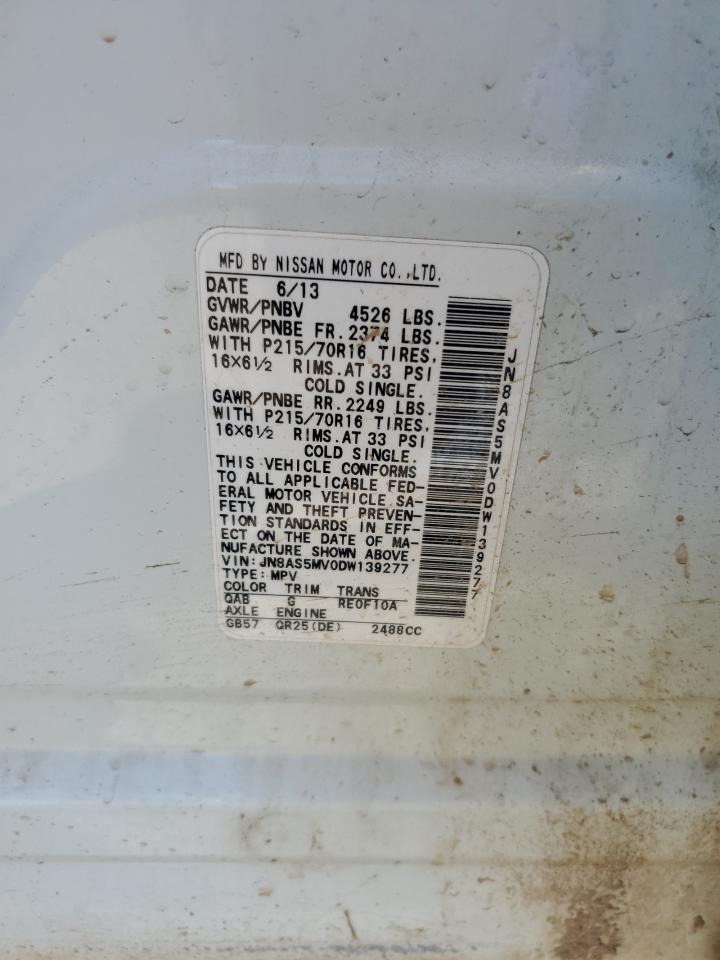 MFD BY NISSAN MOTOR CO.,LTD.
DATE 6/13
GVWR/PNBV 4526 LBS.
GAWR/PNBE FR. 2374 LBS.
WITH P215/70R16 TIRES,
16X6½ RIMS. AT 33 PSI
COLD SINGLE.
GAWR/PNBE RR. 2249 LBS.
WITH P215/70R16 TIRES,
16X6½ RIMS. AT 33 PSI
COLD SINGLE.
THIS VEHICLE CONFORMS
TO ALL APPLICABLE FED-
ERAL MOTOR VEHICLE SA-
FETY AND THEFT PREVEN-
TION STANDARDS IN EFF-
ECT ON THE DATE OF MA-
NUFACTURE SHOWN ABOVE.
VIN: JN8AS5MV0DW139277
TYPE: MPV
COLOR TRIM TRANS
QAB G RE0F10A
AXLE ENGINE
GB57 QR25(DE) 2488CC
JN8AS5MV0DW139277